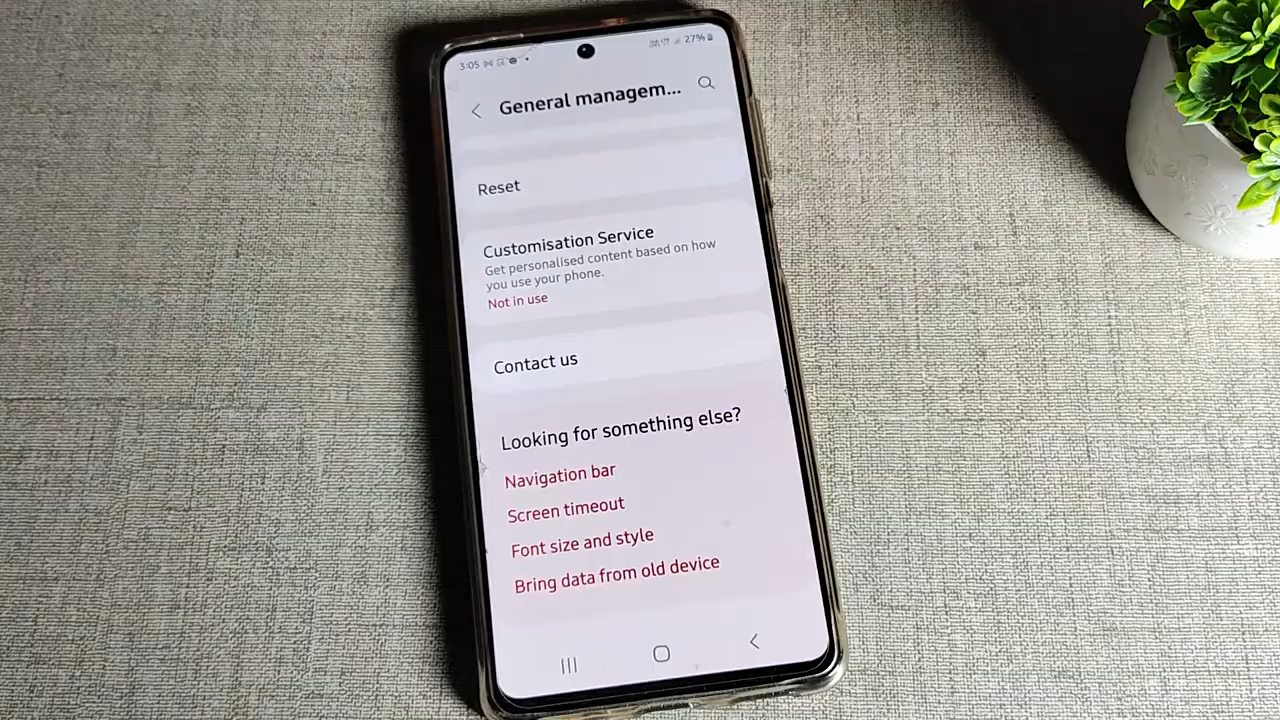 3:05
27%
General managem...
Reset
Customisation Service
Get personalised content based on how
you use your phone.
Not in use
Contact us
Looking for something else?
Navigation bar
Screen timeout
Font size and style
Bring data from old device